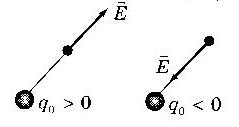 E⃗
E⃗
q₀ > 0
q₀ < 0